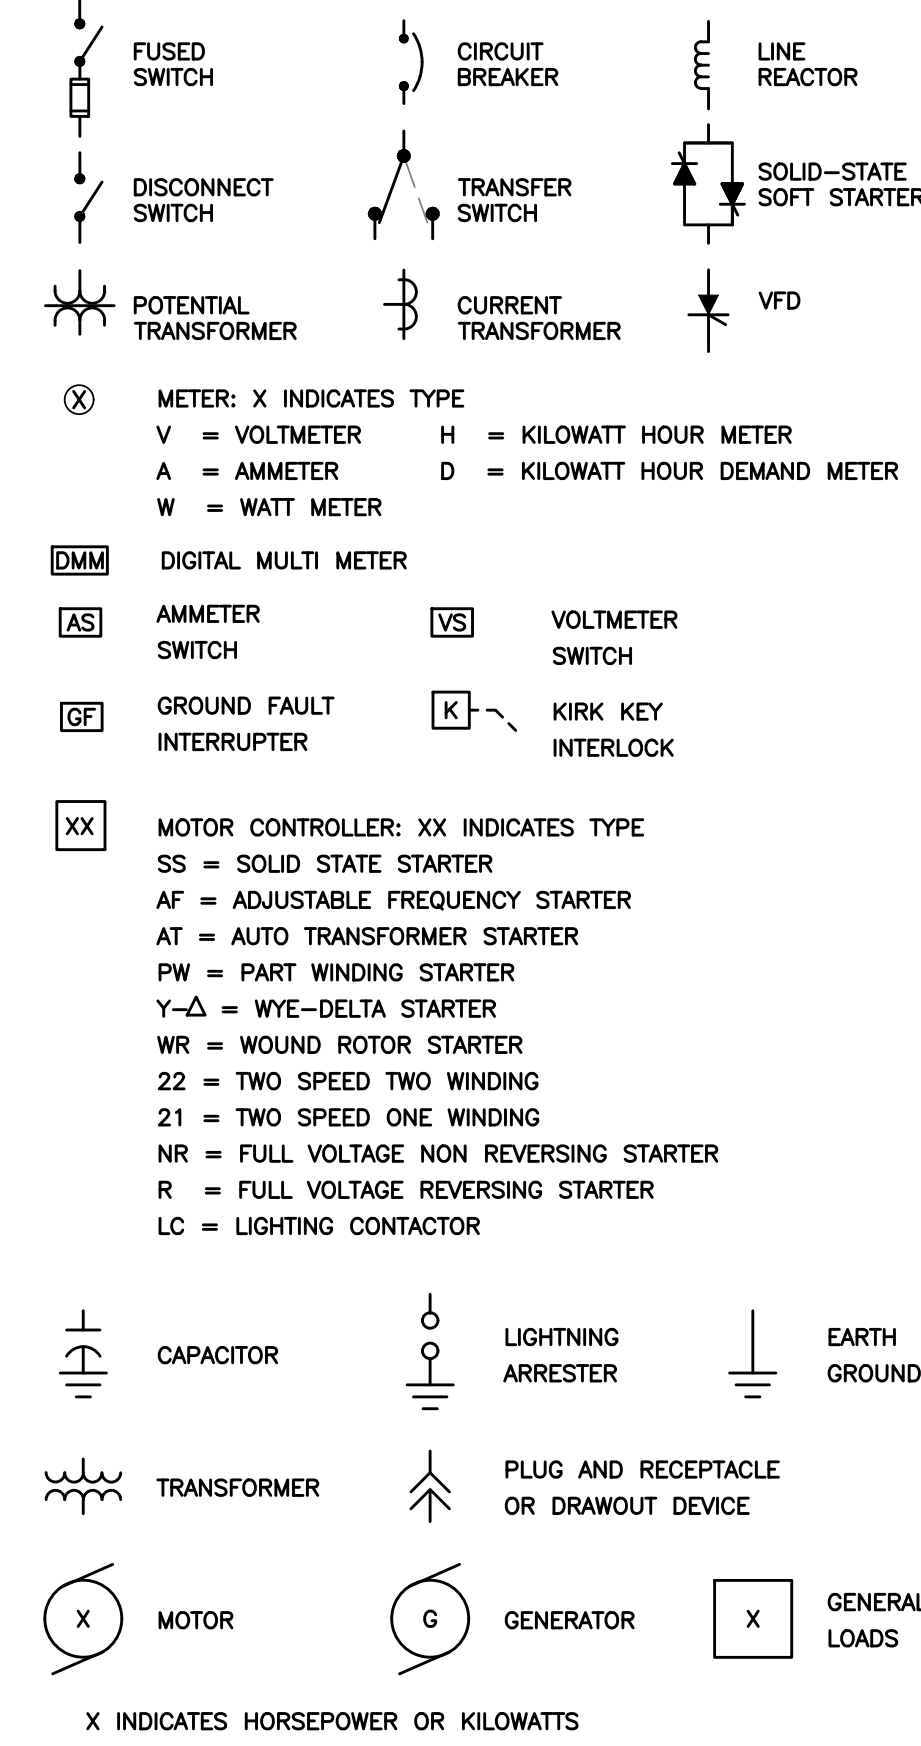 FUSED
SWITCH
CIRCUIT
BREAKER
LINE
REACTOR
DISCONNECT
SWITCH
TRANSFER
SWITCH
SOLID-STATE
SOFT STARTER
POTENTIAL
TRANSFORMER
CURRENT
TRANSFORMER
VFD
X METER: X INDICATES TYPE
V = VOLTMETER H = KILOWATT HOUR METER
A = AMMETER D = KILOWATT HOUR DEMAND METER
W = WATT METER
DMM DIGITAL MULTI METER
AS
AMMETER
SWITCH
VS
VOLTMETER
SWITCH
GF
GROUND FAULT
INTERRUPTER
K
KIRK KEY
INTERLOCK
XX MOTOR CONTROLLER: XX INDICATES TYPE
SS = SOLID STATE STARTER
AF = ADJUSTABLE FREQUENCY STARTER
AT = AUTO TRANSFORMER STARTER
PW = PART WINDING STARTER
Y-Δ = WYE-DELTA STARTER
WR = WOUND ROTOR STARTER
22 = TWO SPEED TWO WINDING
21 = TWO SPEED ONE WINDING
NR = FULL VOLTAGE NON REVERSING STARTER
R = FULL VOLTAGE REVERSING STARTER
LC = LIGHTING CONTACTOR
CAPACITOR
LIGHTNING
ARRESTER
EARTH
GROUND
TRANSFORMER
PLUG AND RECEPTACLE
OR DRAWOUT DEVICE
X MOTOR
G GENERATOR
X
GENERAL
LOADS
X INDICATES HORSEPOWER OR KILOWATTS